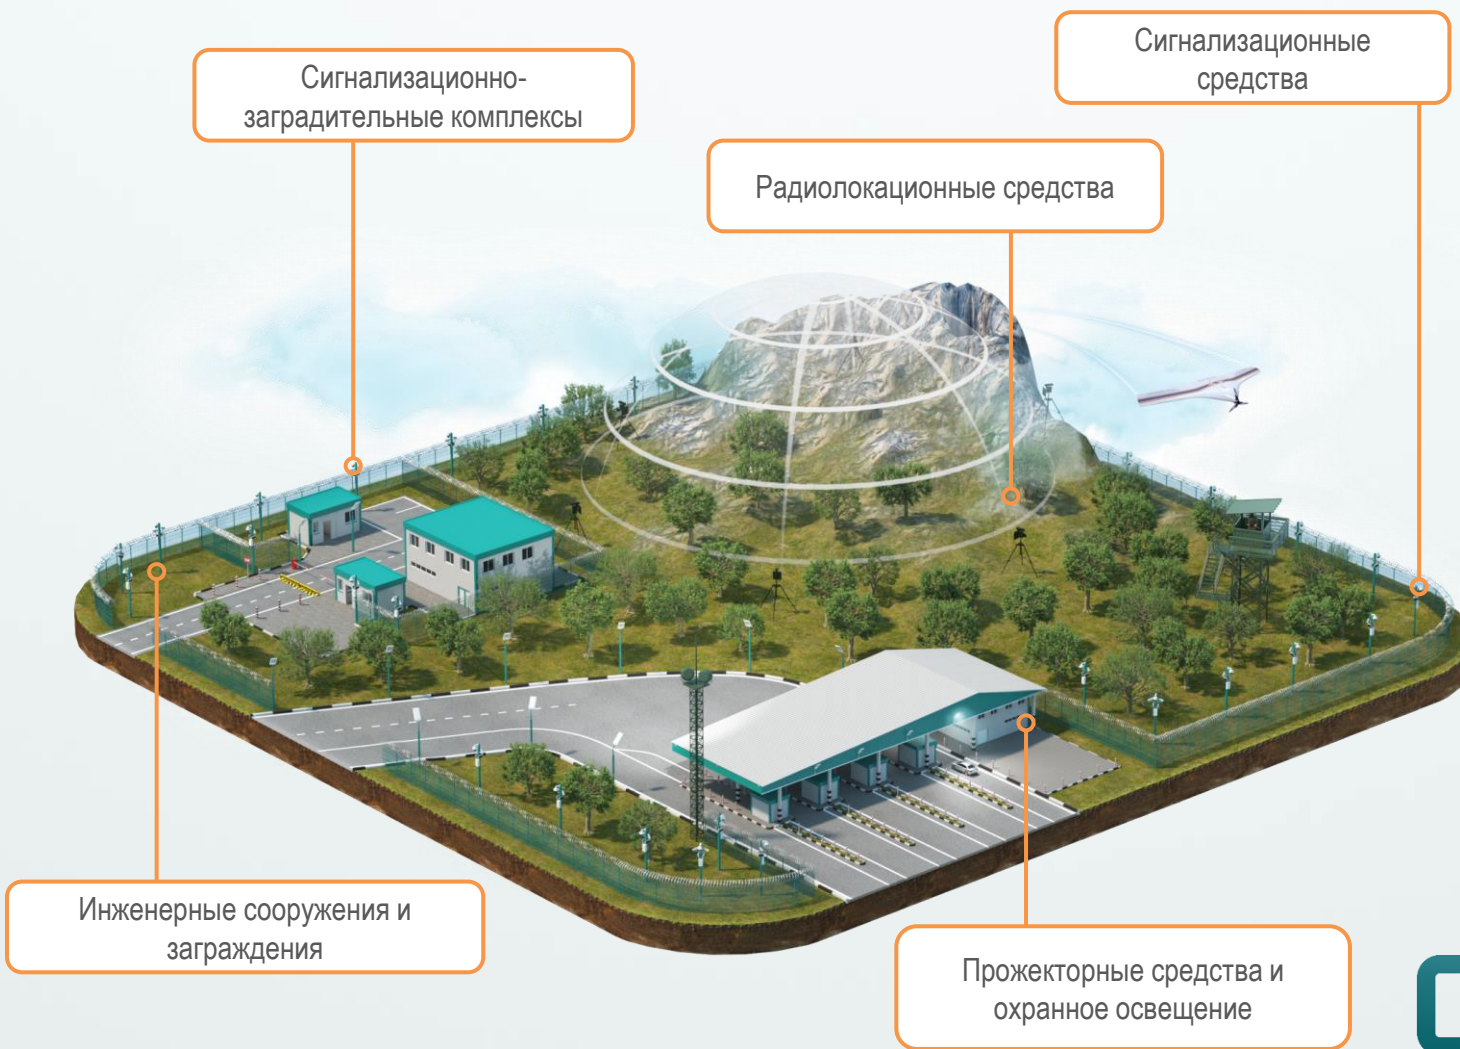 Сигнализационные
средства
Сигнализационно-
заградительные комплексы
Радиолокационные средства
Инженерные сооружения и
заграждения
Прожекторные средства и
охранное освещение